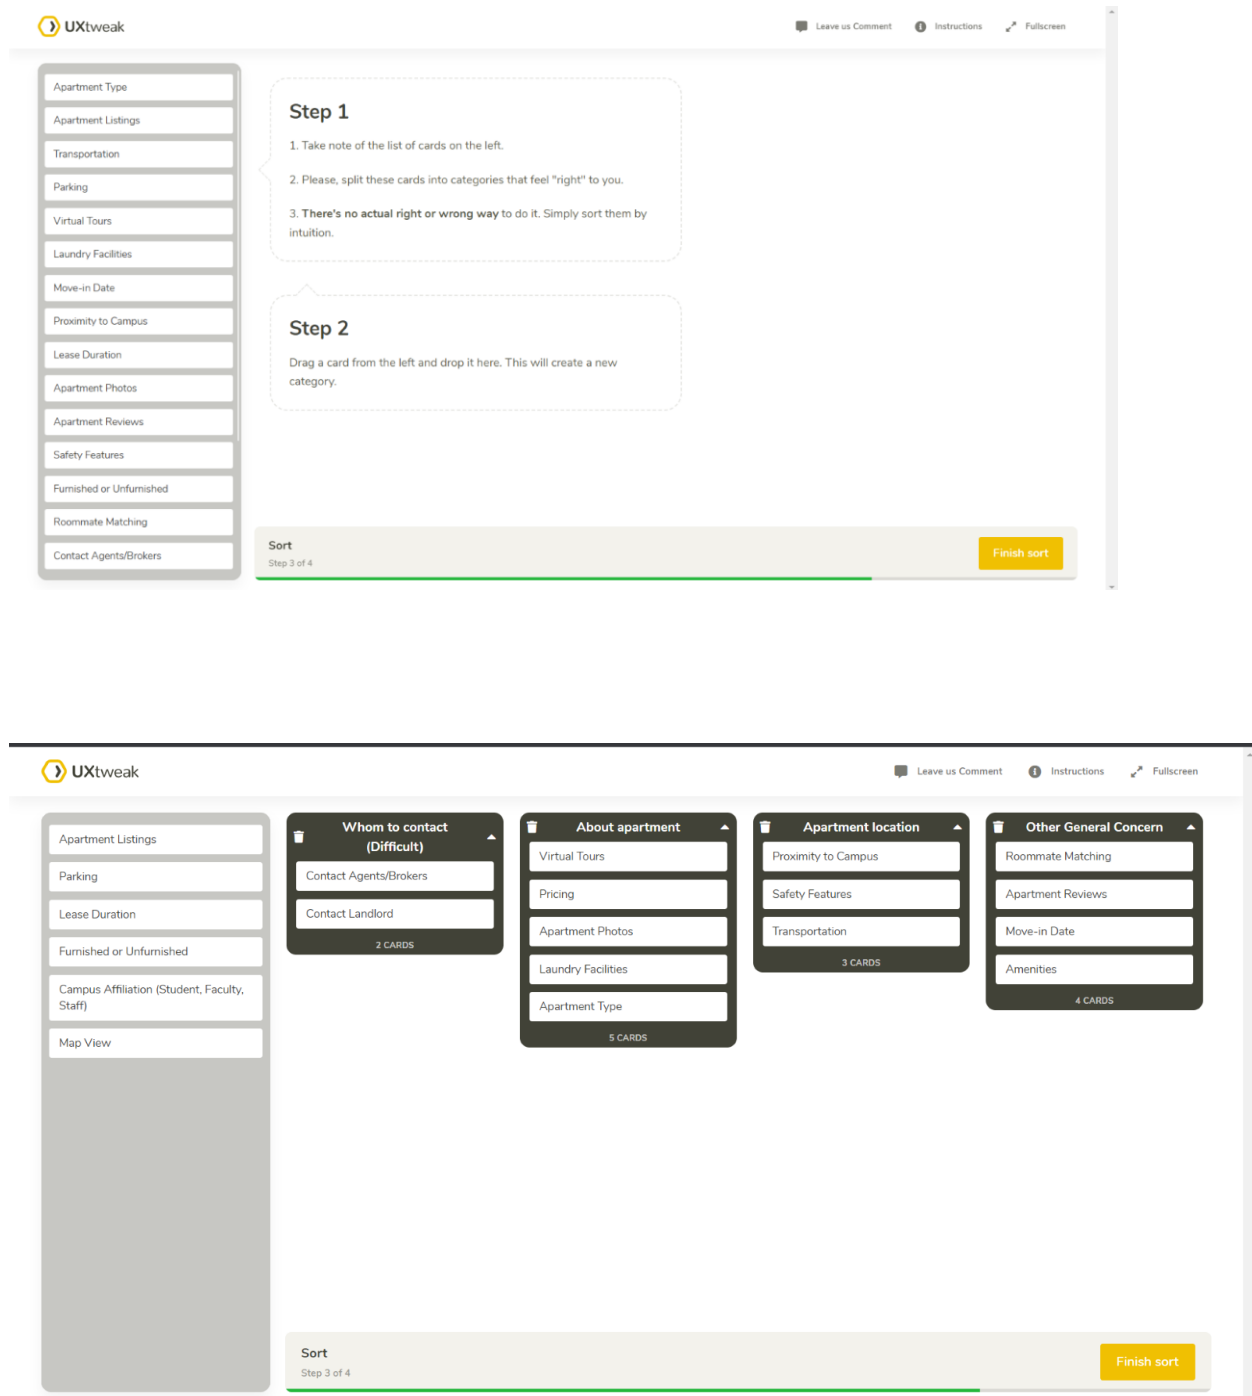 UXtweak
Leave us Comment
Instructions
Fullscreen
Apartment Type
Apartment Listings
Transportation
Parking
Virtual Tours
Laundry Facilities
Move-in Date
Proximity to Campus
Lease Duration
Apartment Photos
Apartment Reviews
Safety Features
Furnished or Unfurnished
Roommate Matching
Contact Agents/Brokers
Step 1
1. Take note of the list of cards on the left.
2. Please, split these cards into categories that feel "right" to you.
3. There's no actual right or wrong way to do it. Simply sort them by
intuition.
Step 2
Drag a card from the left and drop it here. This will create a new
category.
Sort
Step 3 of 4
Finish sort
UXtweak
Leave us Comment
Instructions
Fullscreen
Apartment Listings
Parking
Lease Duration
Furnished or Unfurnished
Campus Affiliation (Student, Faculty,
Staff)
Map View
Whom to contact
(Difficult)
Contact Agents/Brokers
Contact Landlord
2 CARDS
About apartment
Virtual Tours
Pricing
Apartment Photos
Laundry Facilities
Apartment Type
5 CARDS
Apartment location
Proximity to Campus
Safety Features
Transportation
3 CARDS
Other General Concern
Roommate Matching
Apartment Reviews
Move-in Date
Amenities
4 CARDS
Sort
Step 3 of 4
Finish sort